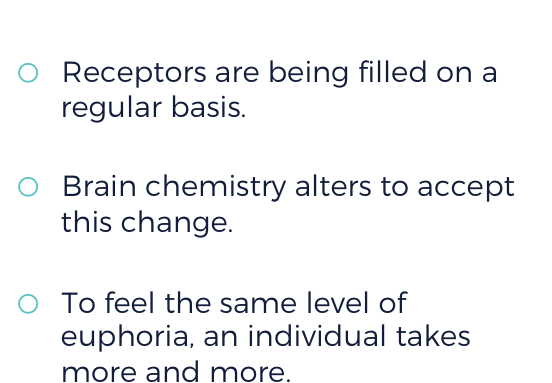 Receptors are being filled on a
regular basis.
Brain chemistry alters to accept
this change.
To feel the same level of
euphoria, an individual takes
more and more.